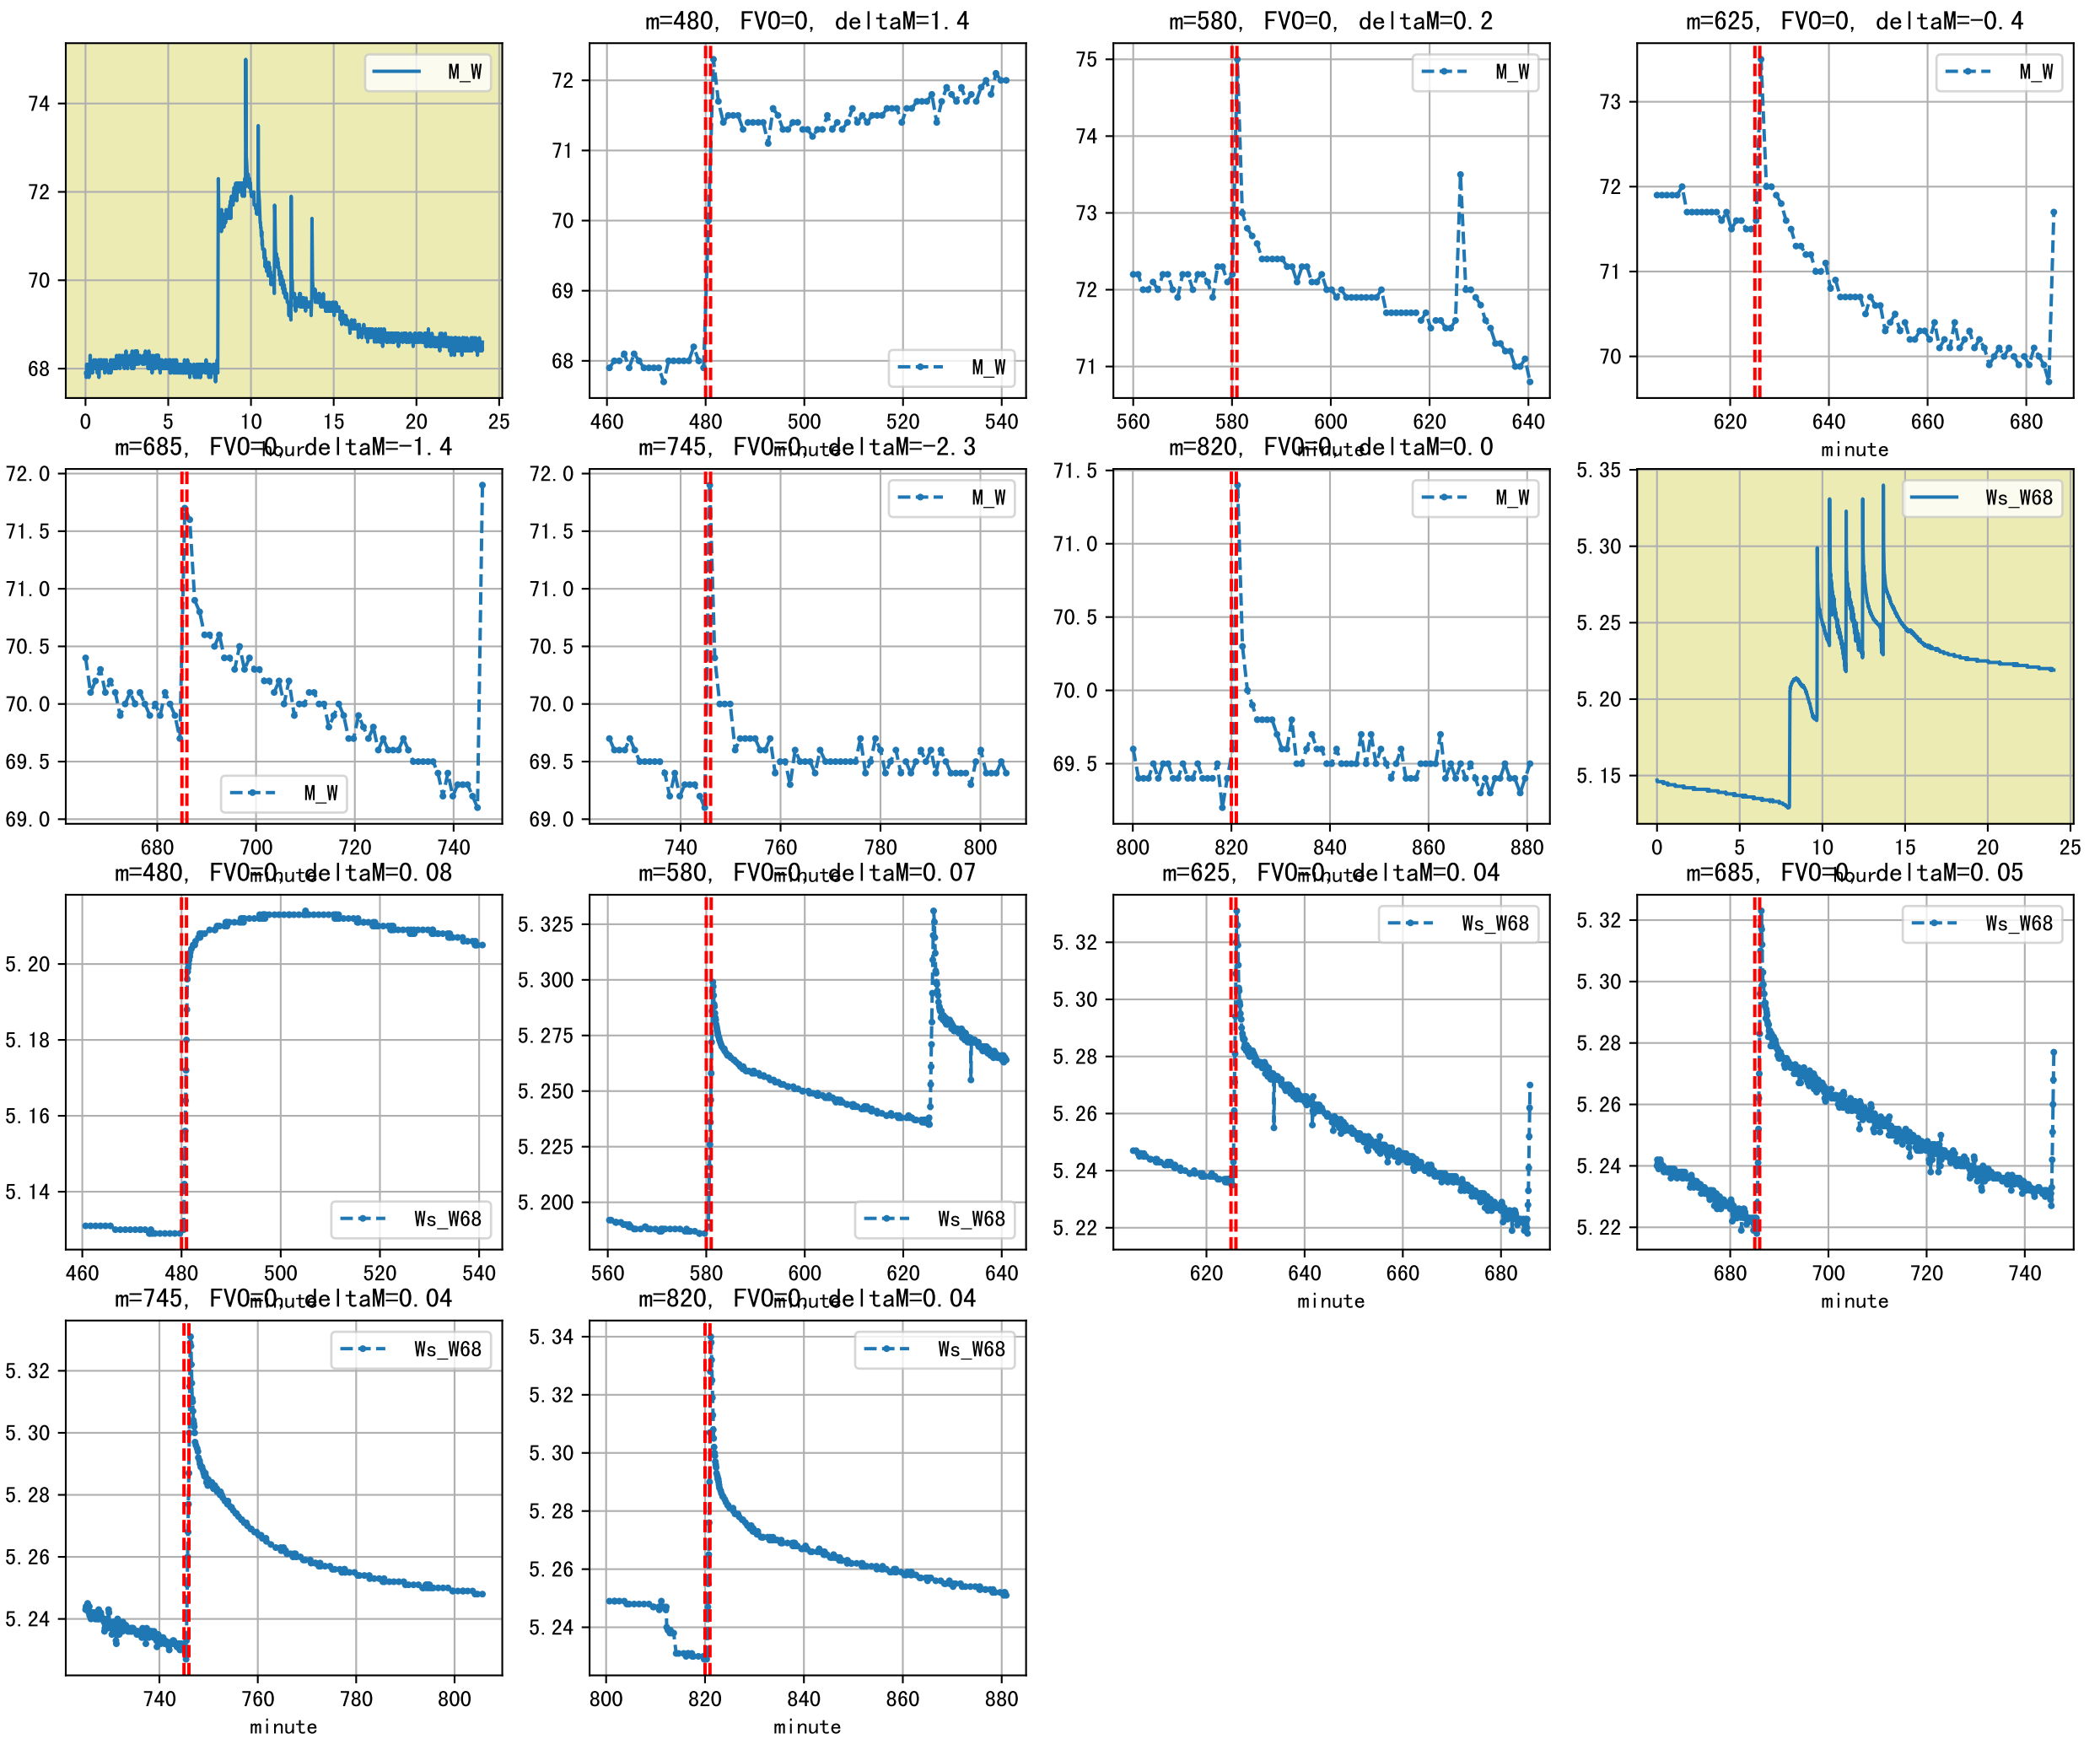 m=480, FVO=0, deltaM=1.4
m=580, FVO=0, deltaM=0.2
m=625, FVO=0, deltaM=-0.4
M_W
M_W
M_W
M_W
74
72
70
68
0 5 10 15 20 25
hour
72
71
70
69
68
460 480 500 520 540
minute
75
74
73
72
71
560 580 600 620 640
minute
73
72
71
70
620 640 660 680
minute
m=685, FVO=0, deltaM=-1.4
m=745, FVO=0, deltaM=-2.3
m=820, FVO=0, deltaM=0.0
M_W
M_W
M_W
Ws_W68
72.0
71.5
71.0
70.5
70.0
69.5
69.0
680 700 720 740
minute
72.0
71.5
71.0
70.5
70.0
69.5
69.0
740 760 780 800
minute
71.5
71.0
70.5
70.0
69.5
800 820 840 860 880
minute
5.35
5.30
5.25
5.20
5.15
0 5 10 15 20 25
hour
m=480, FVO=0, deltaM=0.08
m=580, FVO=0, deltaM=0.07
m=625, FVO=0, deltaM=0.04
m=685, FVO=0, deltaM=0.05
Ws_W68
Ws_W68
Ws_W68
Ws_W68
5.20
5.18
5.16
5.14
460 480 500 520 540
minute
5.325
5.300
5.275
5.250
5.225
5.200
560 580 600 620 640
minute
5.32
5.30
5.28
5.26
5.24
5.22
620 640 660 680
minute
5.32
5.30
5.28
5.26
5.24
5.22
680 700 720 740
minute
m=745, FVO=0, deltaM=0.04
m=820, FVO=0, deltaM=0.04
Ws_W68
Ws_W68
5.32
5.30
5.28
5.26
5.24
740 760 780 800
minute
5.34
5.32
5.30
5.28
5.26
5.24
800 820 840 860 880
minute